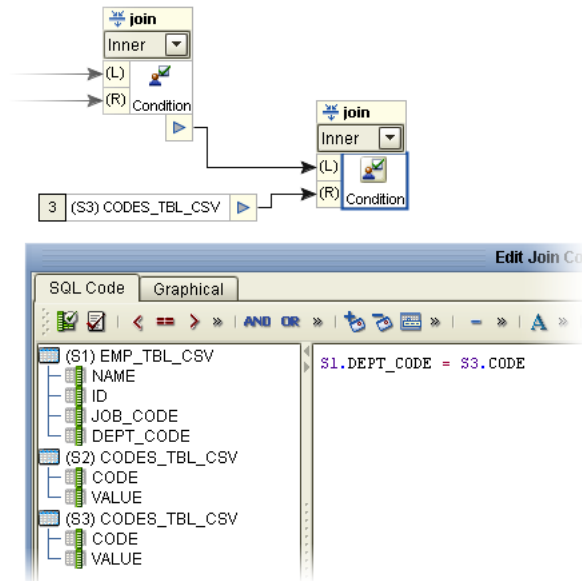 join
Inner
(L)
(R)
Condition
join
Inner
(L)
(R)
Condition
3 (S3) CODES_TBL_CSV
Edit Join Co
SQL Code Graphical
< == > » AND OR » - » A »
(S1) EMP_TBL_CSV
NAME
ID
JOB_CODE
DEPT_CODE
(S2) CODES_TBL_CSV
CODE
VALUE
(S3) CODES_TBL_CSV
CODE
VALUE
S1.DEPT_CODE = S3.CODE